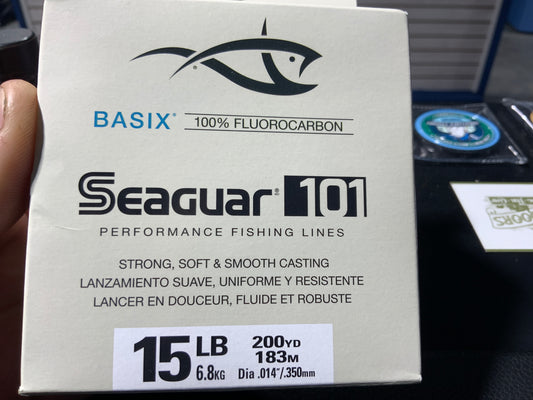 BASIX®
100% FLUOROCARBON
SEAGUAR® 101
PERFORMANCE FISHING LINES
STRONG, SOFT & SMOOTH CASTING
LANZAMIENTO SUAVE, UNIFORME Y RESISTENTE
LANCER EN DOUCEUR, FLUIDE ET ROBUSTE
15 LB 6.8KG
200YD
183M
Dia .014"/.350mm
DOORS